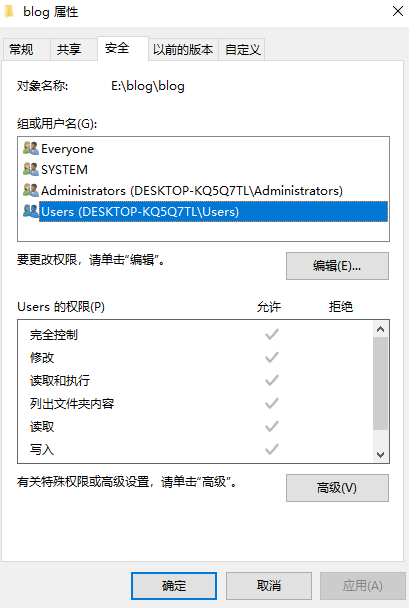 blog 属性
常规 共享 安全 以前的版本 自定义
对象名称: E:\blog\blog
组或用户名(G):
Everyone
SYSTEM
Administrators (DESKTOP-KQ5Q7TL\Administrators)
Users (DESKTOP-KQ5Q7TL\Users)
要更改权限，请单击“编辑”。 编辑(E)...
Users 的权限(P) 允许 拒绝
完全控制
修改
读取和执行
列出文件夹内容
读取
写入
有关特殊权限或高级设置，请单击“高级”。 高级(V)
确定 取消 应用(A)